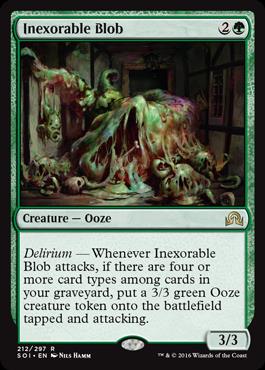 Inexorable Blob 2
Creature — Ooze
Delirium — Whenever Inexorable
Blob attacks, if there are four or
more card types among cards in
your graveyard, put a 3/3 green Ooze
creature token onto the battlefield
tapped and attacking.
3/3
212/297 R
SOI • EN Nils Hamm
™ & © 2016 Wizards of the Coast